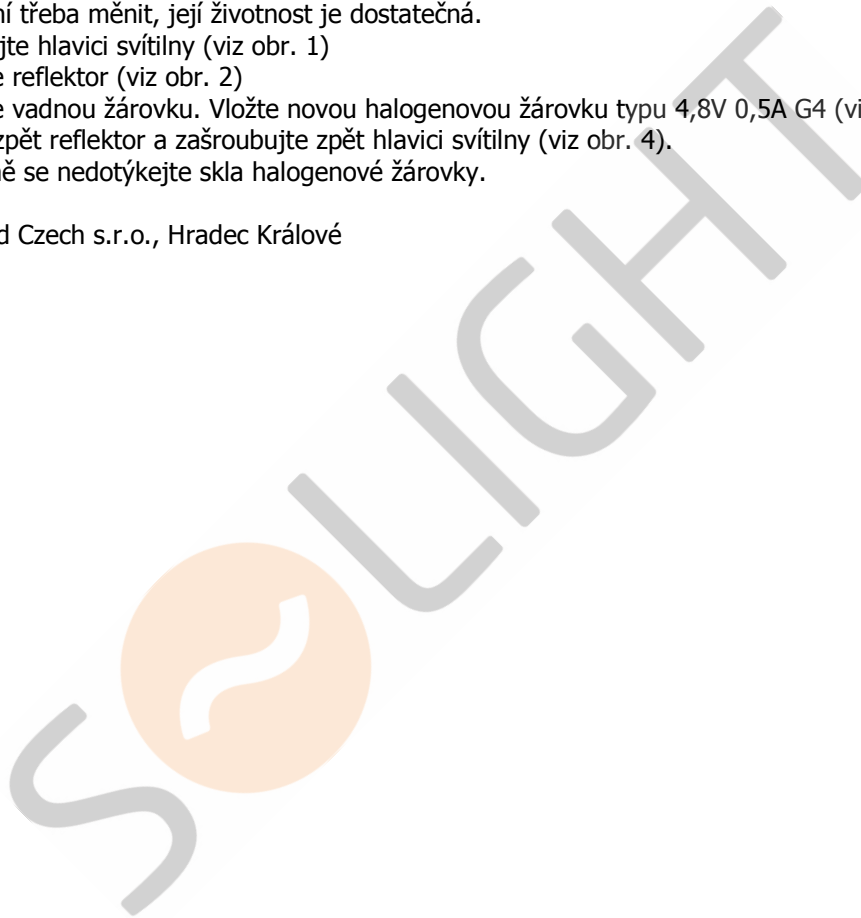 ní třeba měnit, její životnost je dostatečná.
jte hlavici svítilny (viz obr. 1)
e reflektor (viz obr. 2)
e vadnou žárovku. Vložte novou halogenovou žárovku typu 4,8V 0,5A G4 (vi
zpět reflektor a zašroubujte zpět hlavici svítilny (viz obr. 4).
ně se nedotýkejte skla halogenové žárovky.
d Czech s.r.o., Hradec Králové
SOLIGHT